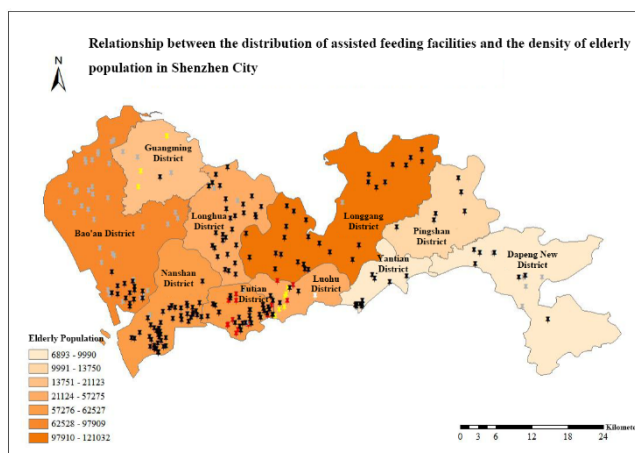 Relationship between the distribution of assisted feeding facilities and the density of elderly
population in Shenzhen City
N
Guangming
District
Longhua
District
Longgang
District
Bao'an District
Pingshan
District
Yantian
District
Dapeng New
District
Nanshan
District
Futian
District
Luohu
District
Elderly Population
6893 - 9990
9991 - 13750
13751 - 21123
21124 - 57275
57276 - 62527
62528 - 97909
97910 - 121032
Kilomete
0 3 6 12 18 24